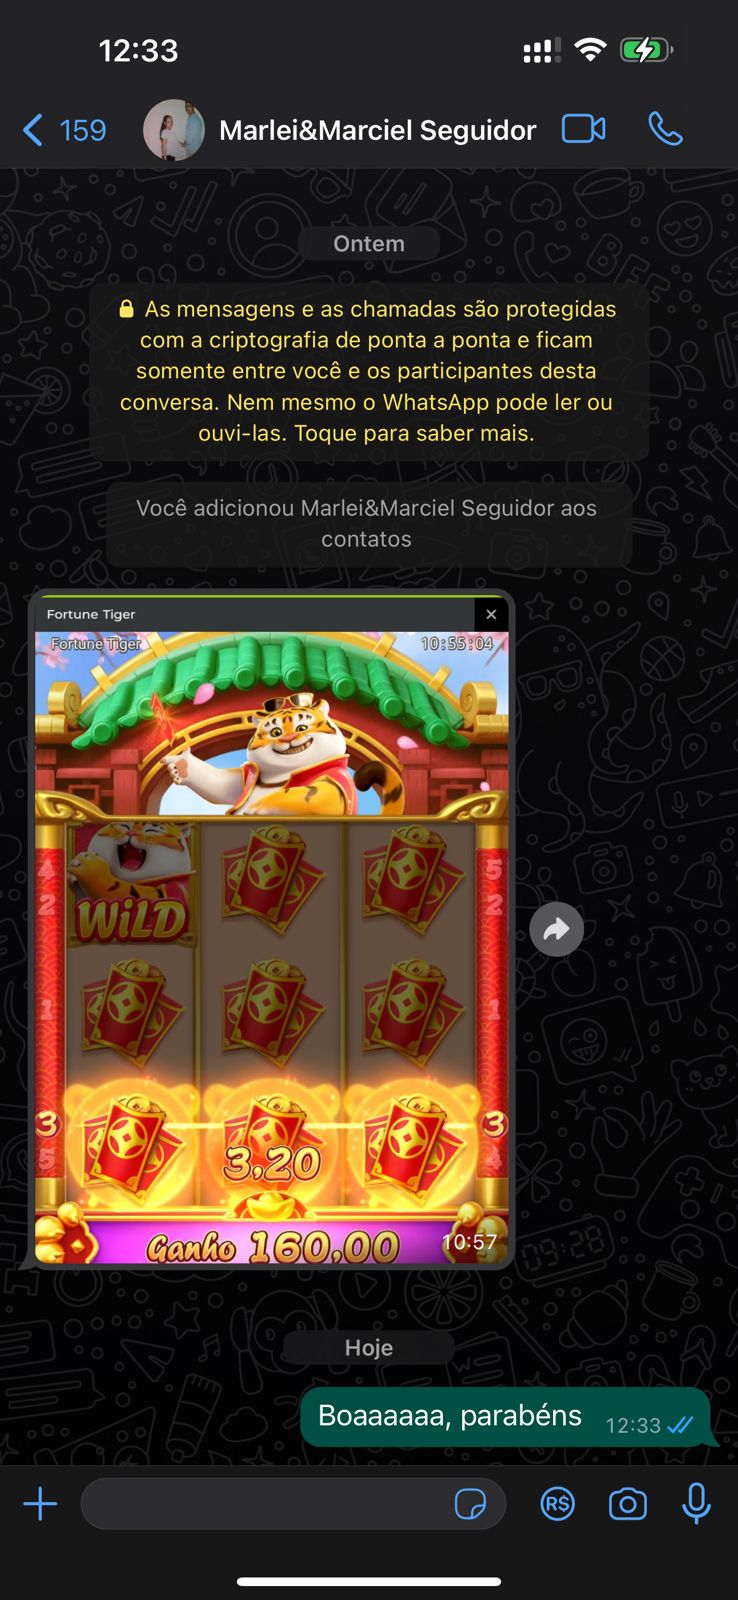 12:33
159
Marlei&Marciel Seguidor
Ontem
As mensagens e as chamadas são protegidas
com a criptografia de ponta a ponta e ficam
somente entre você e os participantes desta
conversa. Nem mesmo o WhatsApp pode ler ou
ouvi-las. Toque para saber mais.
Você adicionou Marlei&Marciel Seguidor aos
contatos
Fortune Tiger
Fortune Tiger 10:55:04
4 5
2 2
WILD
1 1
3 3
3,20
5 4
Ganho 160,00 10:57
Hoje
Boaaaaaa, parabéns 12:33
R$